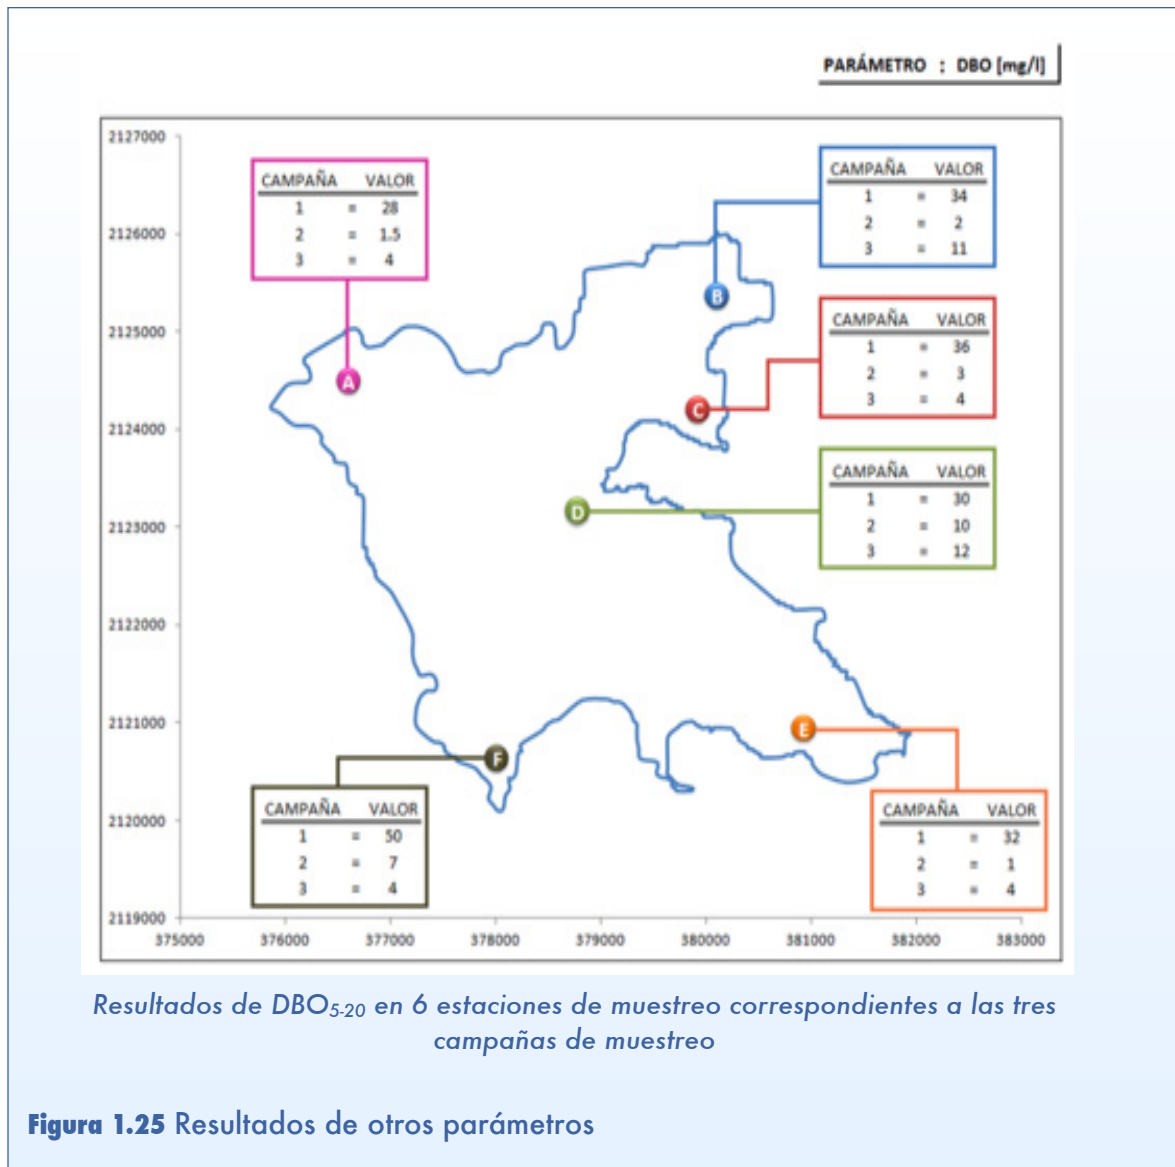 PARÁMETRO : DBO [mg/l]
2127000
2126000
2125000
2124000
2123000
2122000
2121000
2120000
2119000
375000 376000 377000 378000 379000 380000 381000 382000 383000
CAMPAÑA VALOR
1 = 28
2 = 1.5
3 = 4
A
CAMPAÑA VALOR
1 = 34
2 = 2
3 = 11
B
CAMPAÑA VALOR
1 = 36
2 = 3
3 = 4
C
CAMPAÑA VALOR
1 = 30
2 = 10
3 = 12
D
CAMPAÑA VALOR
1 = 32
2 = 1
3 = 4
E
CAMPAÑA VALOR
1 = 50
2 = 7
3 = 4
F
Resultados de DBO5-20 en 6 estaciones de muestreo correspondientes a las tres
campañas de muestreo
Figura 1.25 Resultados de otros parámetros